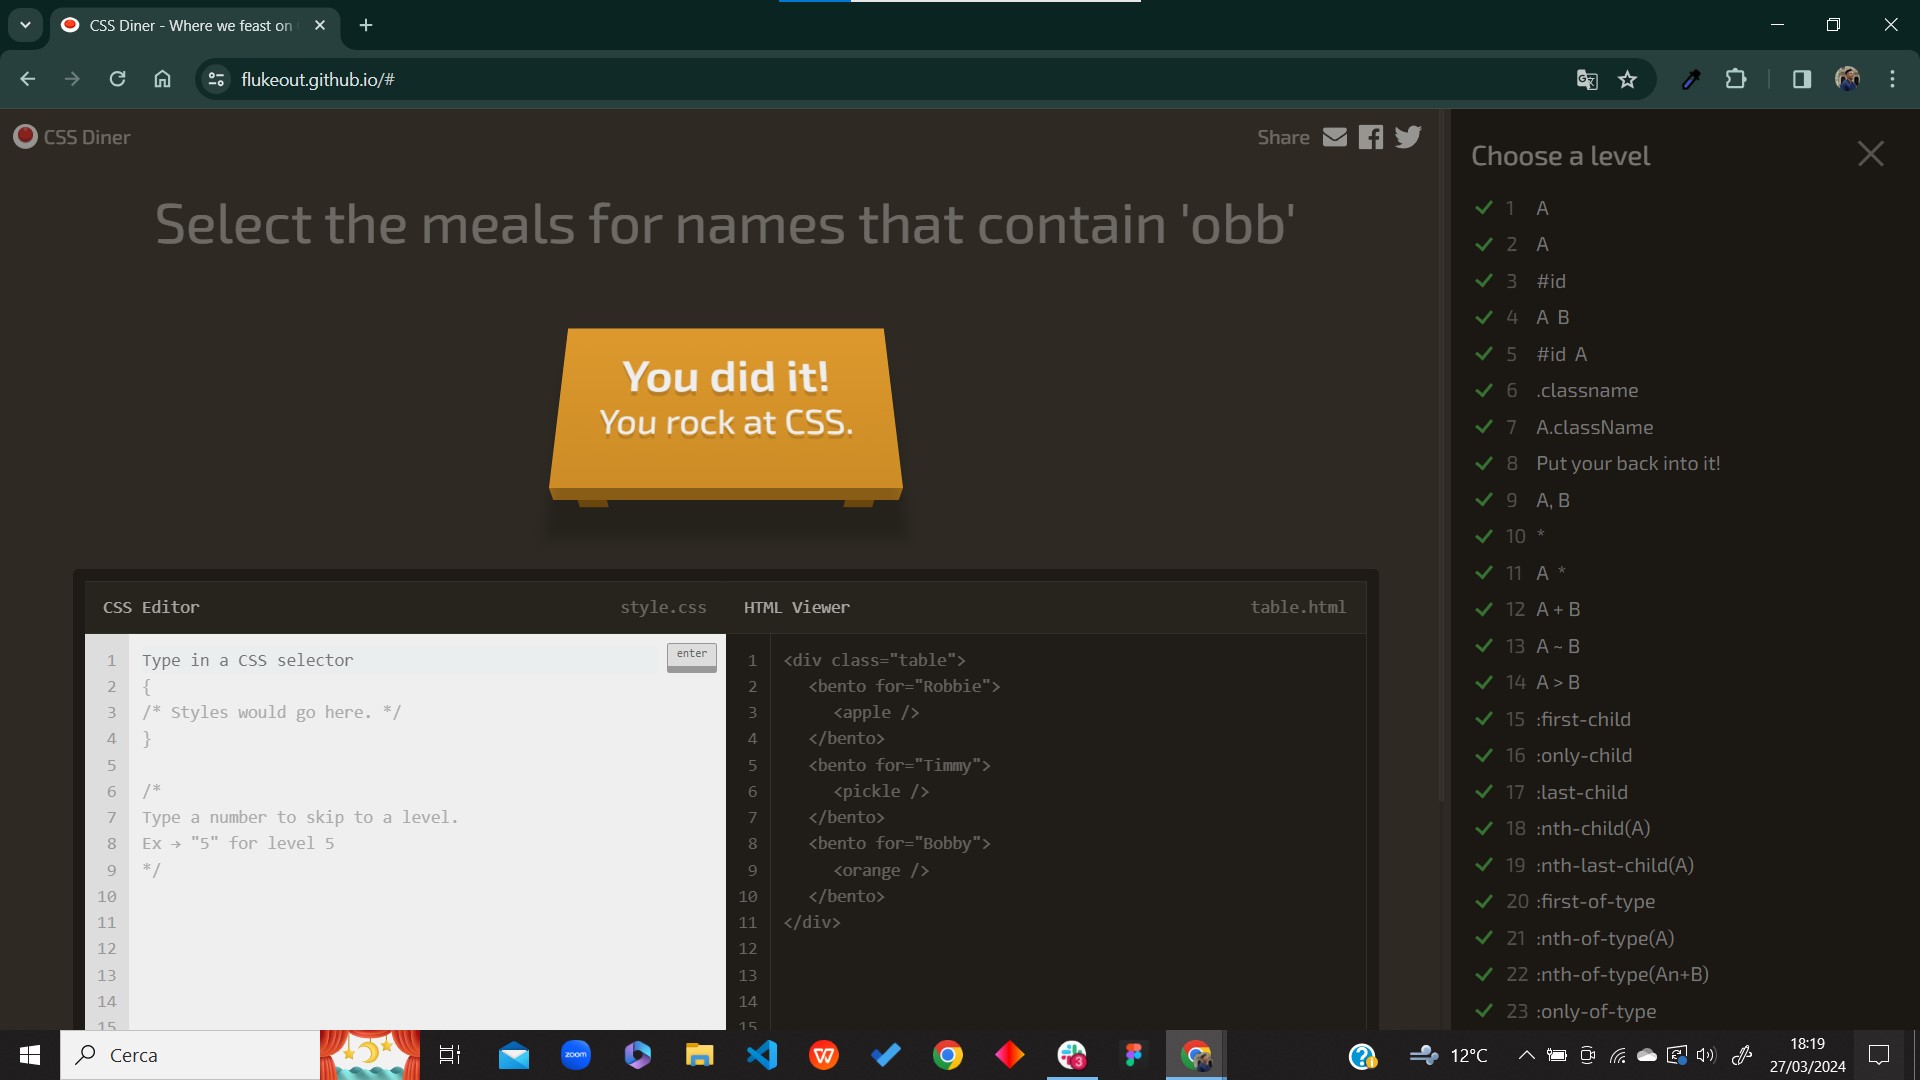 CSS Diner - Where we feast on
flukeout.github.io/#
CSS Diner
Share
Select the meals for names that contain 'obb'
You did it!
You rock at CSS.
CSS Editor
style.css
1 Type in a CSS selector
enter
2 {
3 /* Styles would go here. */
4 }
5
6 /*
7 Type a number to skip to a level.
8 Ex → "5" for level 5
9 */
10
11
12
13
14
15
HTML Viewer
table.html
1 <div class="table">
2 <bento for="Robbie">
3 <apple />
4 </bento>
5 <bento for="Timmy">
6 <pickle />
7 </bento>
8 <bento for="Bobby">
9 <orange />
10 </bento>
11 </div>
12
13
14
15
Choose a level
1 A
2 A
3 #id
4 A B
5 #id A
6 .classname
7 A.className
8 Put your back into it!
9 A, B
10 *
11 A *
12 A + B
13 A ~ B
14 A > B
15 :first-child
16 :only-child
17 :last-child
18 :nth-child(A)
19 :nth-last-child(A)
20 :first-of-type
21 :nth-of-type(A)
22 :nth-of-type(An+B)
23 :only-of-type
Cerca
zoom
12°C
18:19
27/03/2024